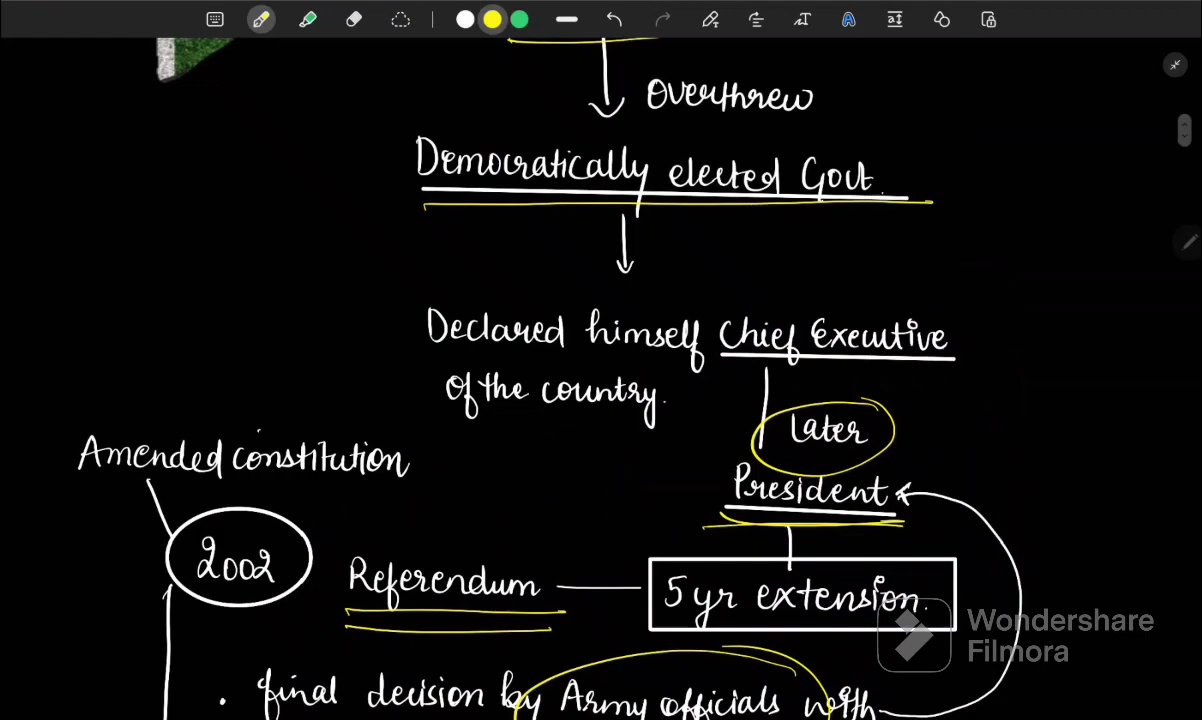 Overthrew
Democratically elected Govt.
Declared himself Chief Executive
of the country.
Later
Amended constitution
President
2002
Referendum
5 yr extension.
Wondershare
Filmora
. final decision by Army officials with